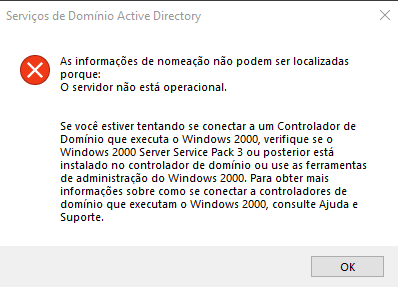 Serviços de Domínio Active Directory
As informações de nomeação não podem ser localizadas
porque:
O servidor não está operacional.
Se você estiver tentando se conectar a um Controlador de
Domínio que executa o Windows 2000, verifique se o
Windows 2000 Server Service Pack 3 ou posterior está
instalado no controlador de domínio ou use as ferramentas
de administração do Windows 2000. Para obter mais
informações sobre como se conectar a controladores de
domínio que executam o Windows 2000, consulte Ajuda e
Suporte.
OK